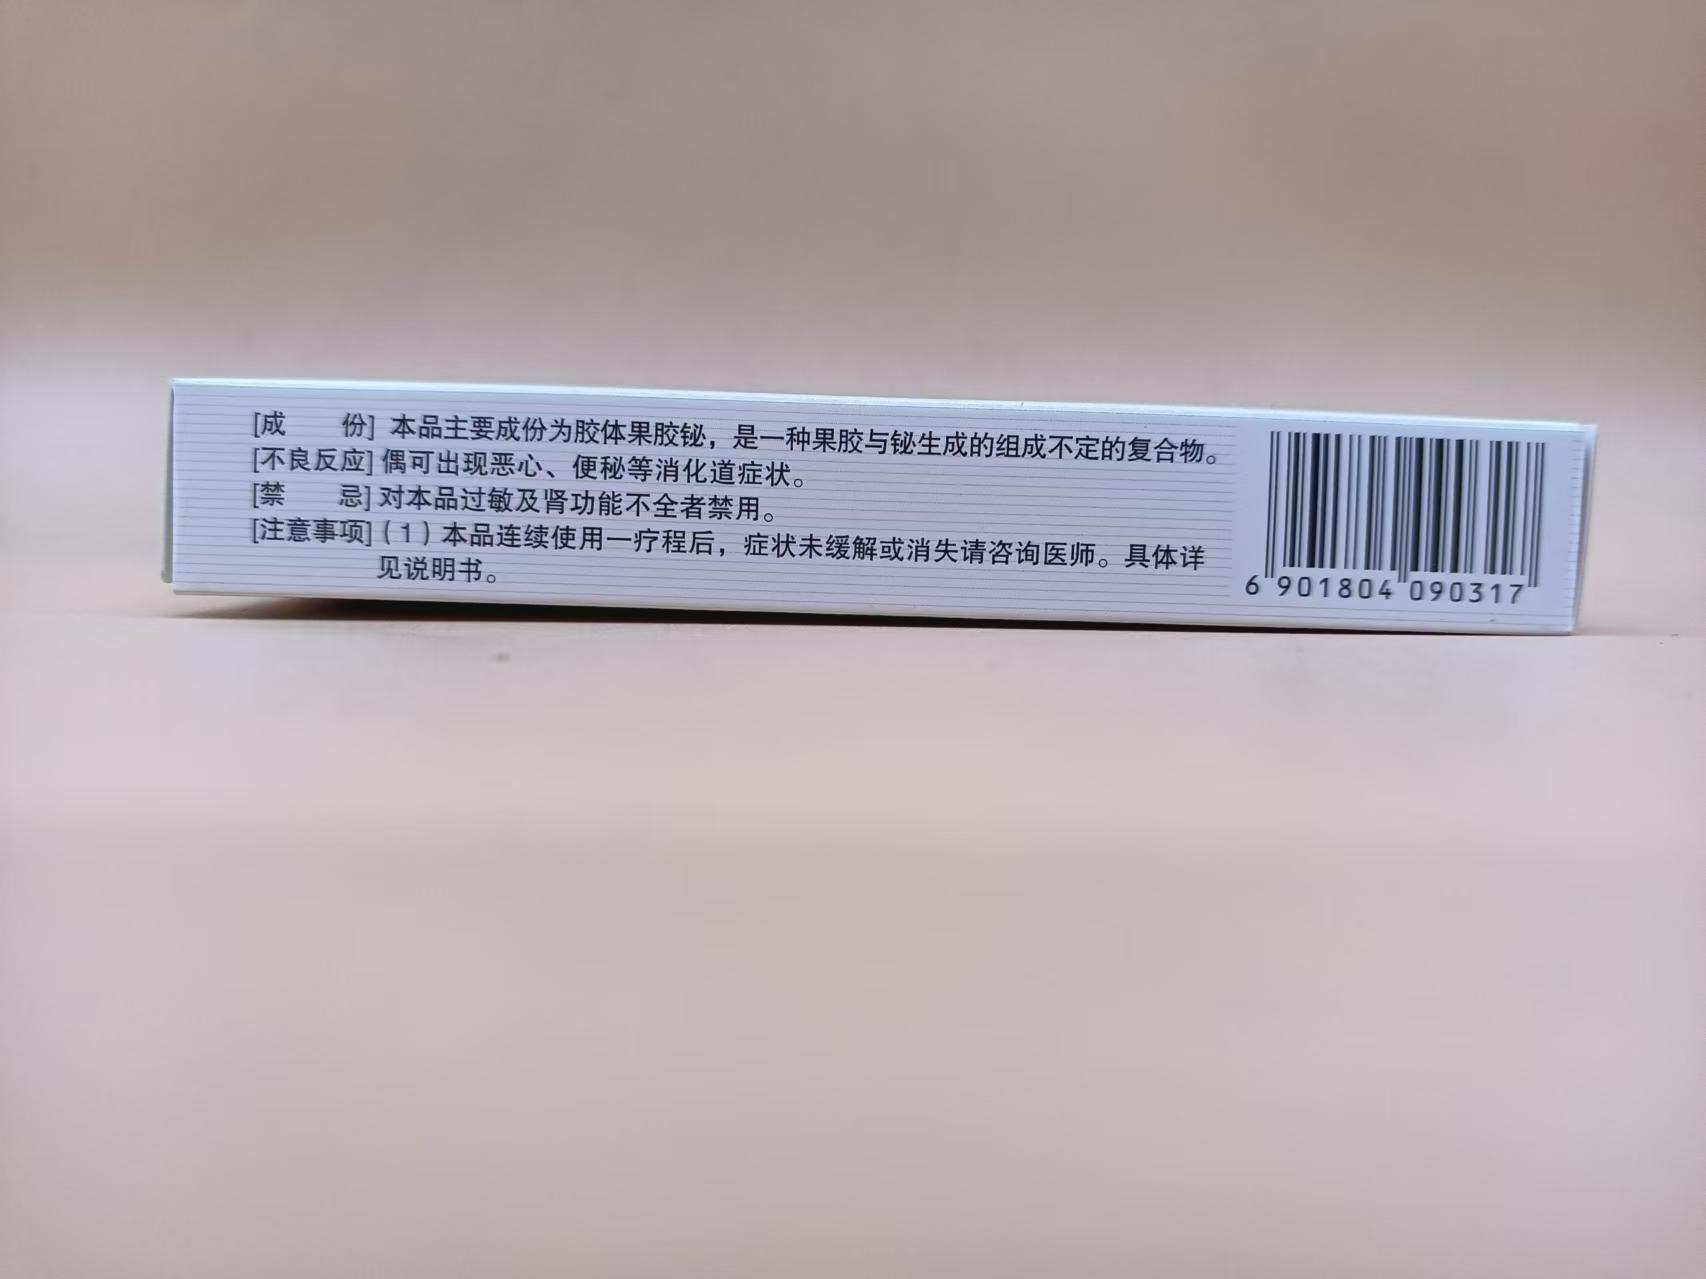 [成　　份] 本品主要成份为胶体果胶铋，是一种果胶与铋生成的组成不定的复合物。
[不良反应] 偶可出现恶心、便秘等消化道症状。
[禁　　忌] 对本品过敏及肾功能不全者禁用。
[注意事项]（1）本品连续使用一疗程后，症状未缓解或消失请咨询医师。具体详
见说明书。
6 901804 090317